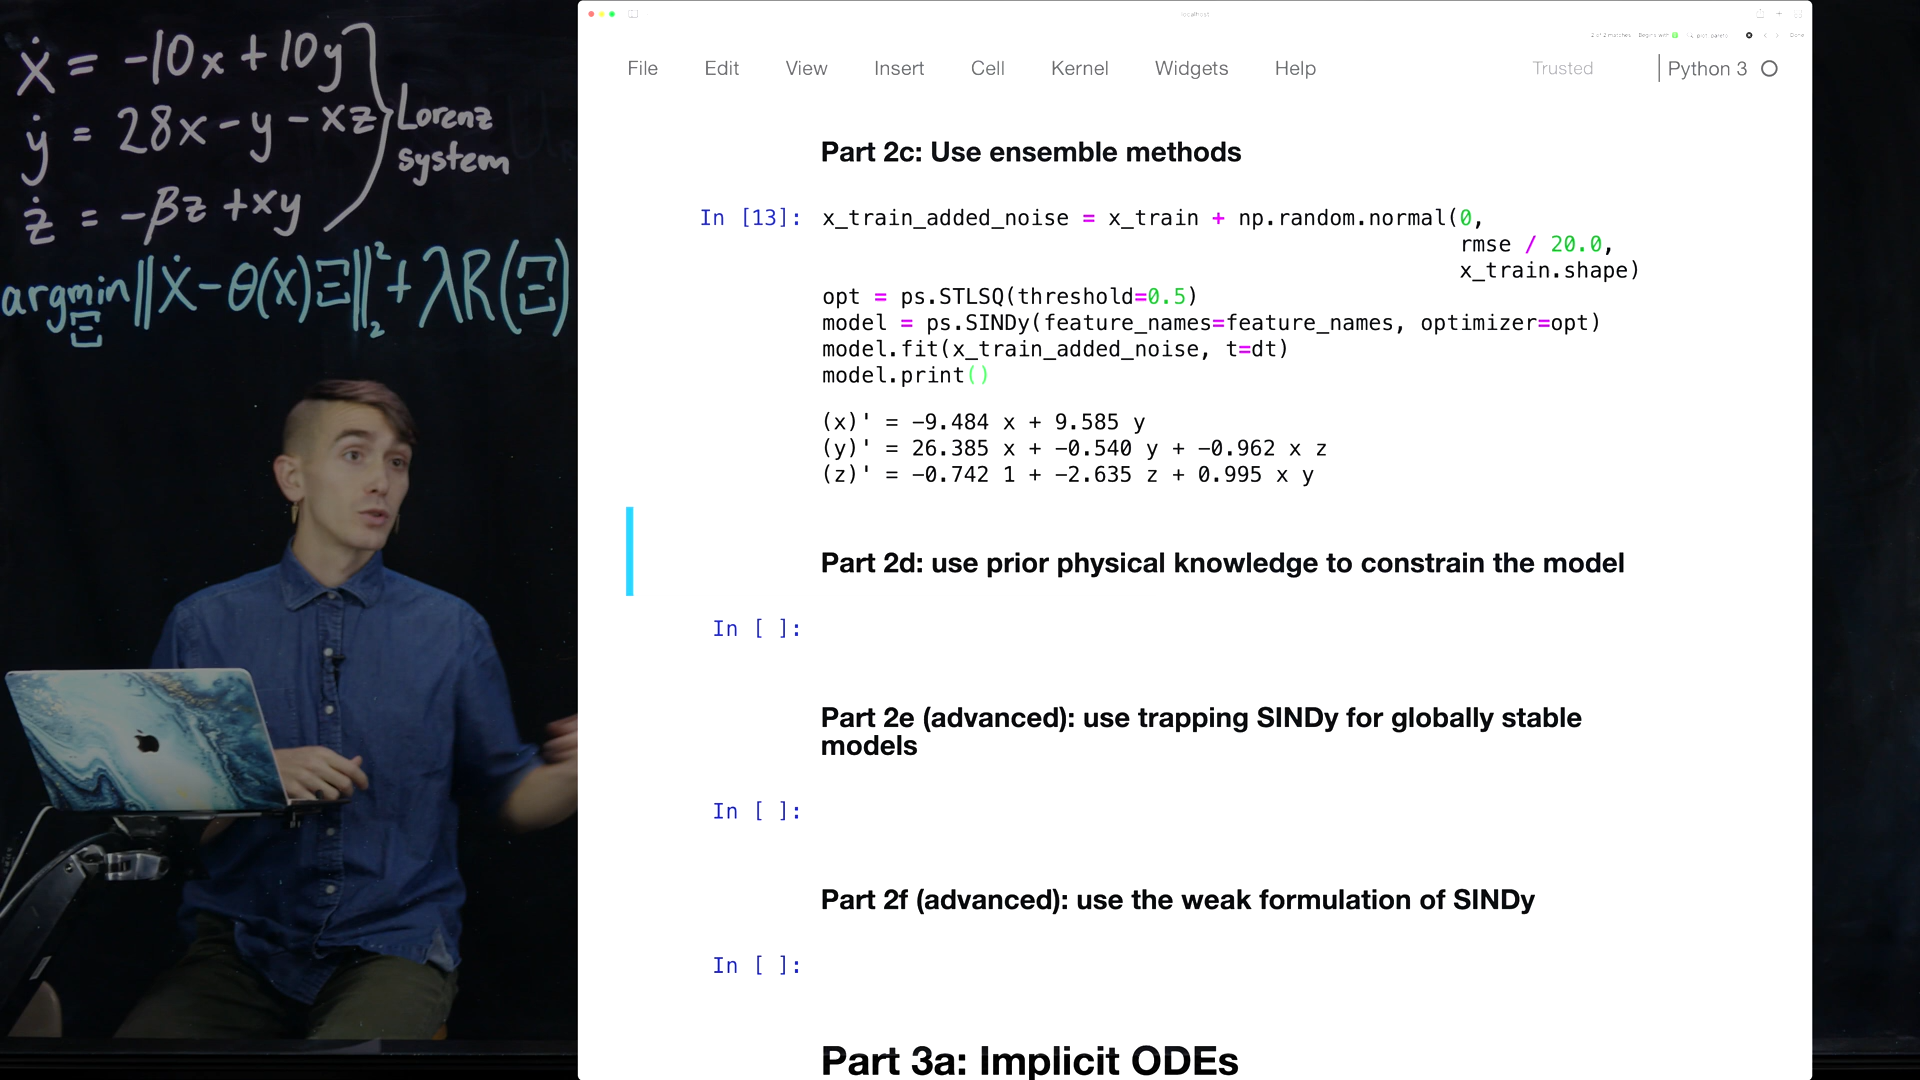 ẋ = -10x + 10y
ẏ = 28x - y - xz
ż = -βz + xy
Lorenz
system
argmin ‖Ẋ - Θ(X)Ξ‖₂² + λR(Ξ)
Ξ
localhost
Done
File Edit View Insert Cell Kernel Widgets Help Trusted Python 3
Part 2c: Use ensemble methods
In [13]: x_train_added_noise = x_train + np.random.normal(0,
rmse / 20.0,
x_train.shape)
opt = ps.STLSQ(threshold=0.5)
model = ps.SINDy(feature_names=feature_names, optimizer=opt)
model.fit(x_train_added_noise, t=dt)
model.print()
(x)' = -9.484 x + 9.585 y
(y)' = 26.385 x + -0.540 y + -0.962 x z
(z)' = -0.742 1 + -2.635 z + 0.995 x y
Part 2d: use prior physical knowledge to constrain the model
In [ ]:
Part 2e (advanced): use trapping SINDy for globally stable
models
In [ ]:
Part 2f (advanced): use the weak formulation of SINDy
In [ ]:
Part 3a: Implicit ODEs